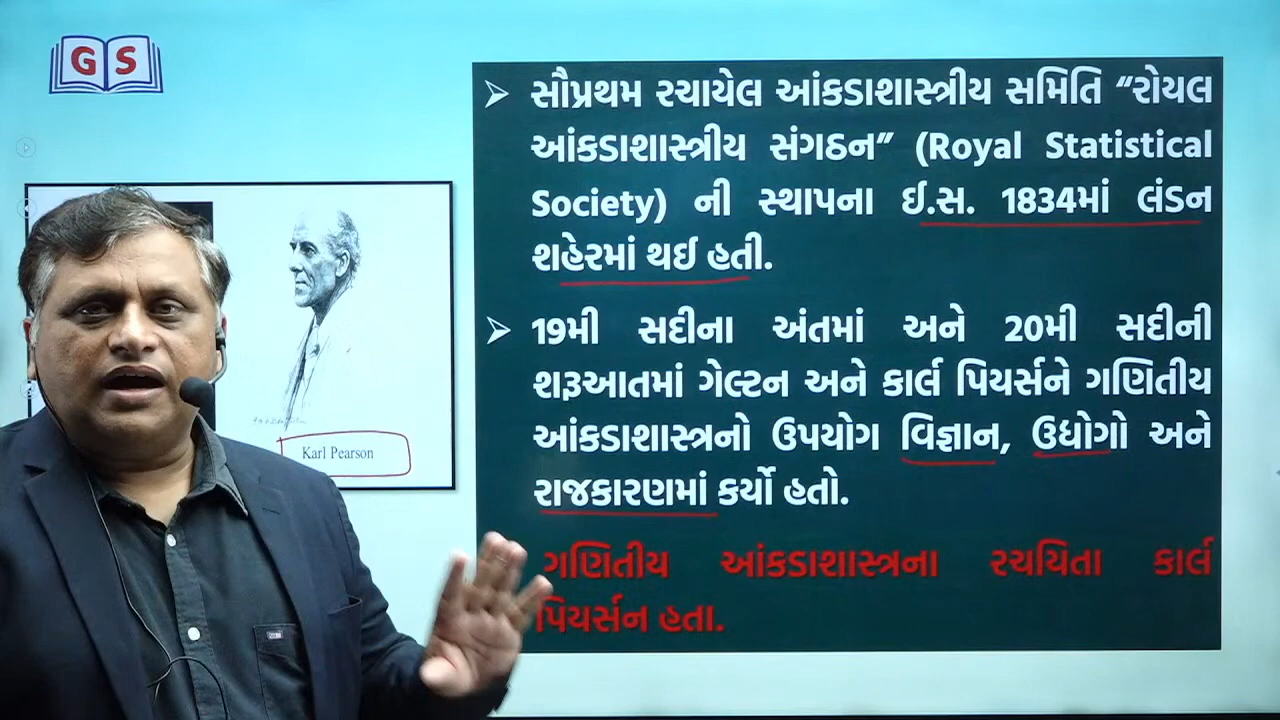 GS
➢ સૌપ્રથમ રચાયેલ આંકડાશાસ્ત્રીય સમિતિ “રોયલ
આંકડાશાસ્ત્રીય સંગઠન” (Royal Statistical
Society) ની સ્થાપના ઈ.સ. 1834માં લંડન
શહેરમાં થઈ હતી.
➢ 19મી સદીના અંતમાં અને 20મી સદીની
શરૂઆતમાં ગેલ્ટન અને કાર્લ પિયર્સને ગણિતીય
આંકડાશાસ્ત્રનો ઉપયોગ વિજ્ઞાન, ઉદ્યોગો અને
રાજકારણમાં કર્યો હતો.
ગણિતીય આંકડાશાસ્ત્રના રચયિતા કાર્લ
પિયર્સન હતા.
Karl Pearson